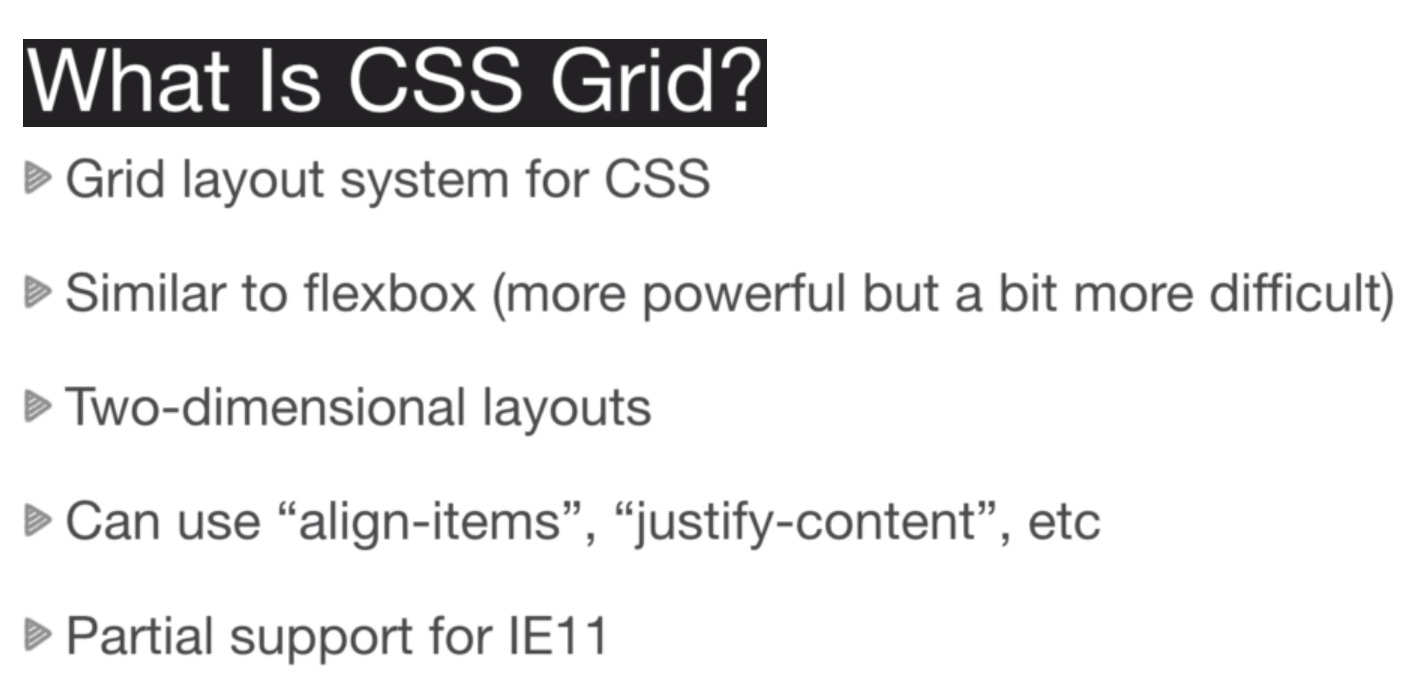 What Is CSS Grid?
Grid layout system for CSS
Similar to flexbox (more powerful but a bit more difficult)
Two-dimensional layouts
Can use “align-items”, “justify-content”, etc
Partial support for IE11